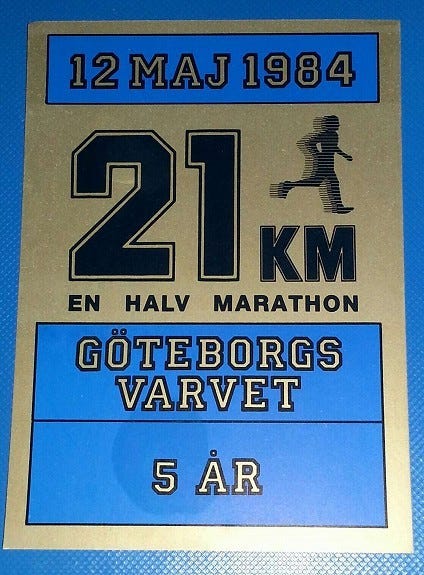 12 MAJ 1984
21 KM
EN HALV MARATHON
GÖTEBORGS
VARVET
5 ÅR